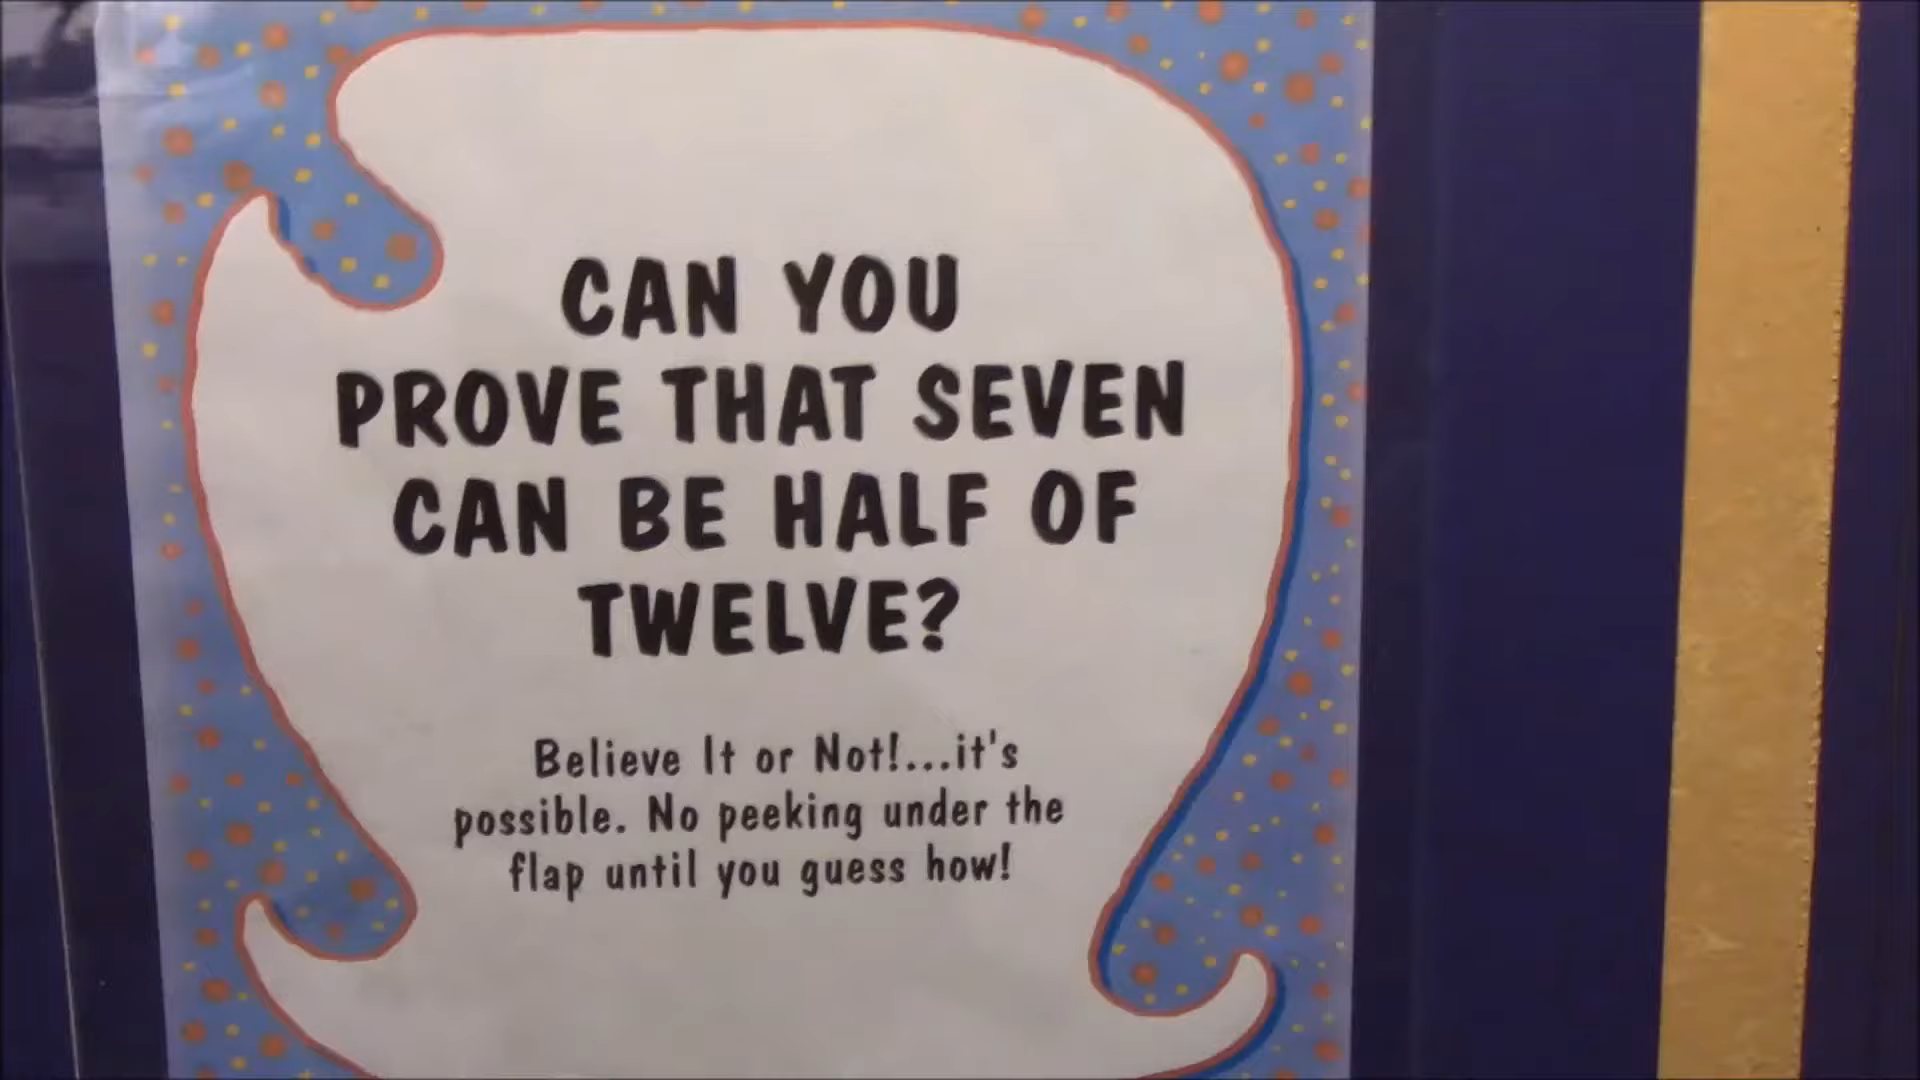 CAN YOU
PROVE THAT SEVEN
CAN BE HALF OF
TWELVE?
Believe It or Not!...it's
possible. No peeking under the
flap until you guess how!